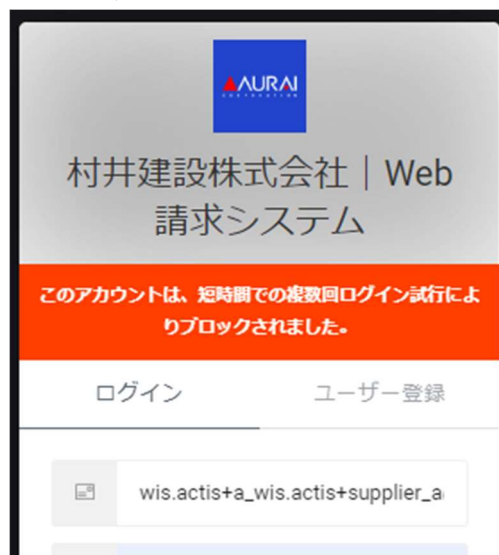 AURAI
CORPORATION
村井建設株式会社｜Web
請求システム
このアカウントは、短時間での複数回ログイン試行によ
りブロックされました。
ログイン
ユーザー登録
wis.actis+a_wis.actis+supplier_a